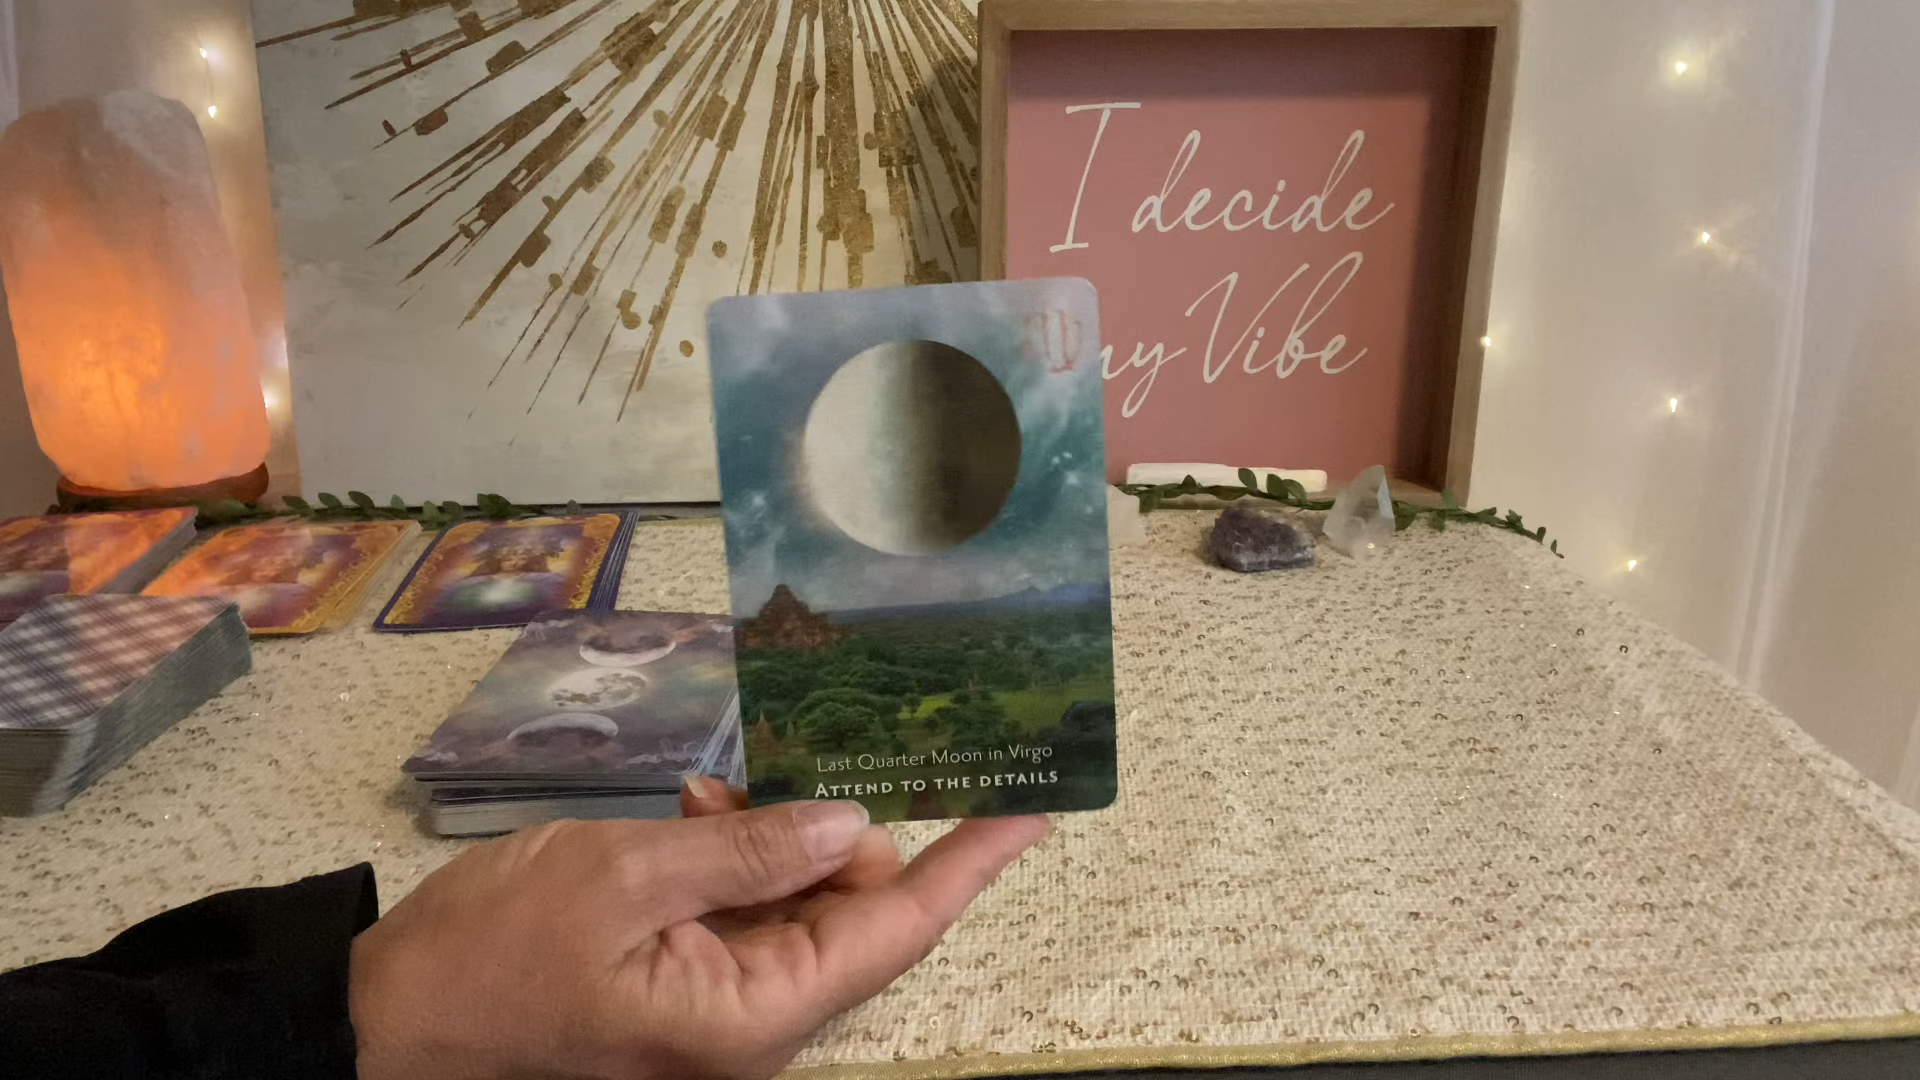 I decide
my Vibe
Last Quarter Moon in Virgo
ATTEND TO THE DETAILS